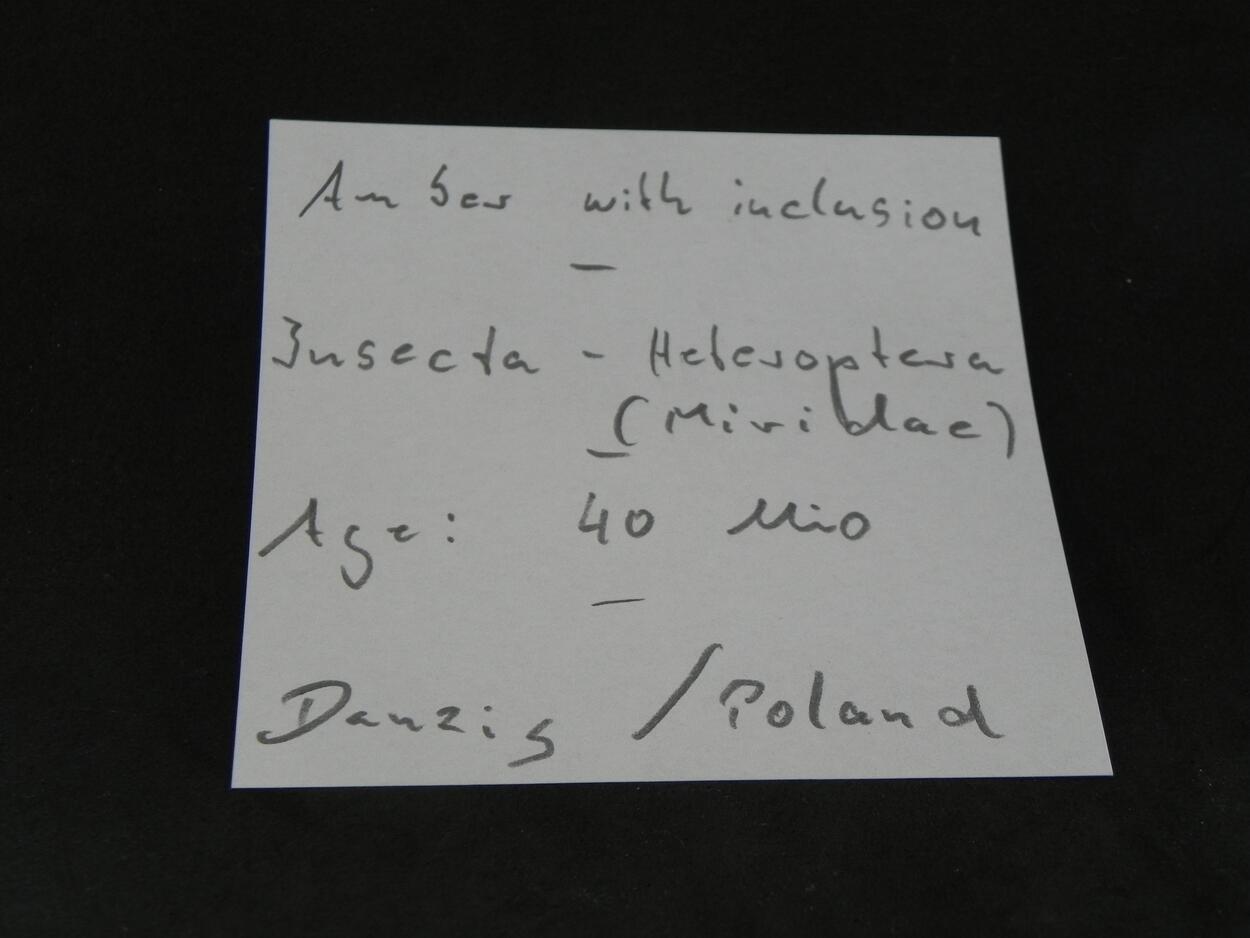 Amber with inclusion
—
Insecta - Heteroptera
(Miridae)
—
Age: 40 Mio
—
Danzig / Poland